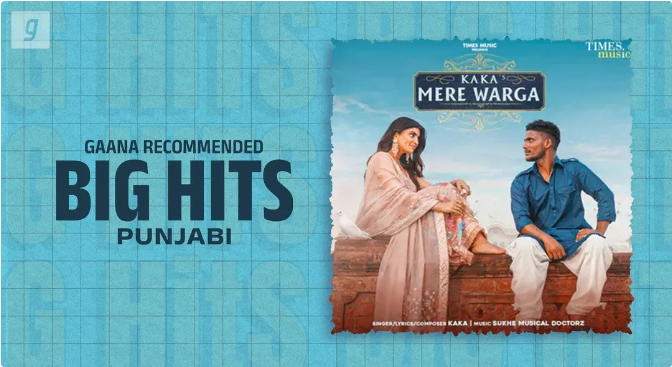 g
GAANA RECOMMENDED
BIG HITS
PUNJABI
TIMES MUSIC
TIMES.
music
KAKA'S
MERE WARGA
SINGER/LYRICS/COMPOSER KAKA | MUSIC SUKHE MUSICAL DOCTORZ